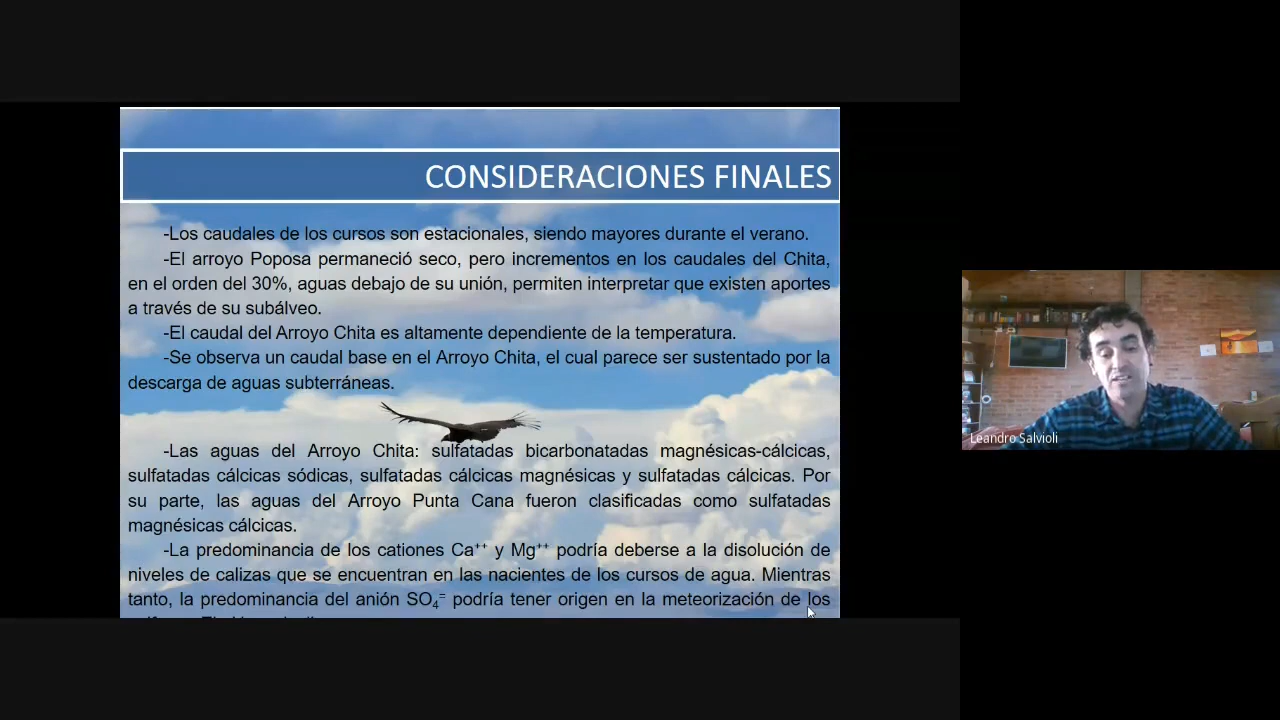 CONSIDERACIONES FINALES
-Los caudales de los cursos son estacionales, siendo mayores durante el verano.
-El arroyo Poposa permaneció seco, pero incrementos en los caudales del Chita,
en el orden del 30%, aguas debajo de su unión, permiten interpretar que existen aportes
a través de su subálveo.
-El caudal del Arroyo Chita es altamente dependiente de la temperatura.
-Se observa un caudal base en el Arroyo Chita, el cual parece ser sustentado por la
descarga de aguas subterráneas.
-Las aguas del Arroyo Chita: sulfatadas bicarbonatadas magnésicas-cálcicas,
sulfatadas cálcicas sódicas, sulfatadas cálcicas magnésicas y sulfatadas cálcicas. Por
su parte, las aguas del Arroyo Punta Cana fueron clasificadas como sulfatadas
magnésicas cálcicas.
-La predominancia de los cationes Ca⁺⁺ y Mg⁺⁺ podría deberse a la disolución de
niveles de calizas que se encuentran en las nacientes de los cursos de agua. Mientras
tanto, la predominancia del anión SO₄⁼ podría tener origen en la meteorización de los
Leandro Salvioli